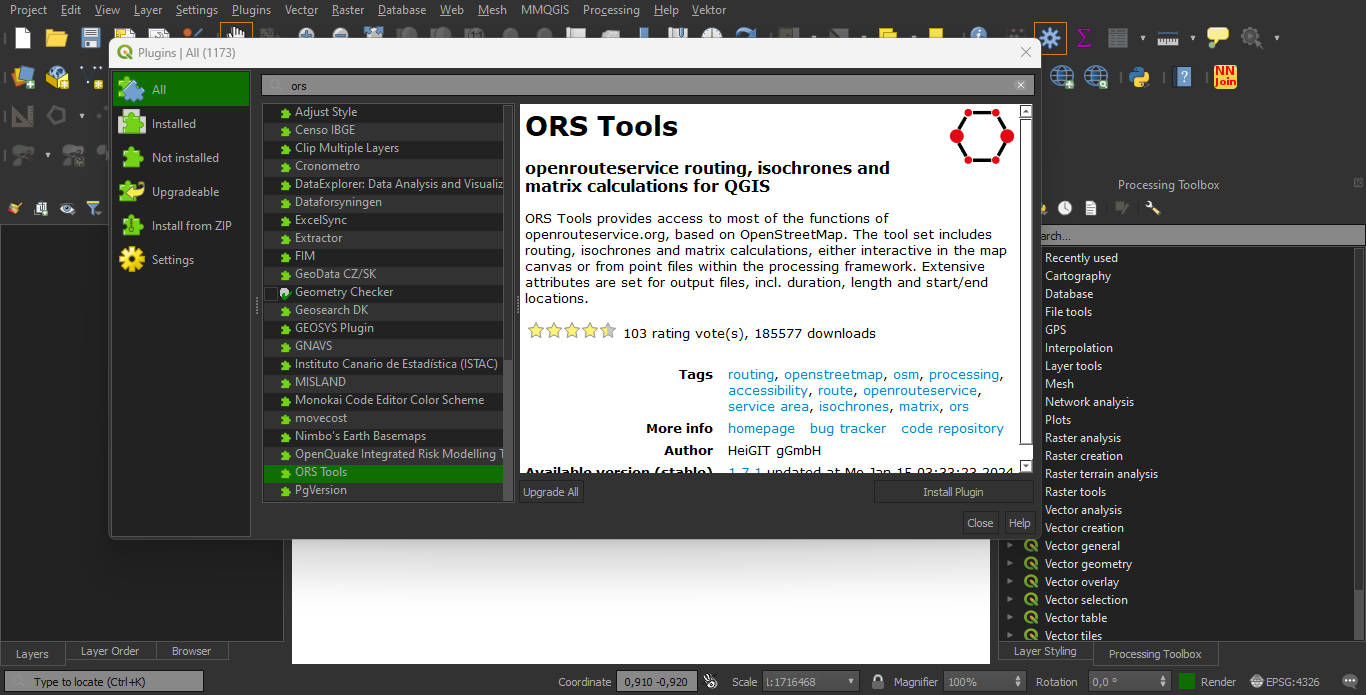 Project Edit View Layer Settings Plugins Vector Raster Database Web Mesh MMQGIS Processing Help Vektor
Plugins | All (1173)
NN
Join
All
Installed
Not installed
Upgradeable
Install from ZIP
Settings
ors
Adjust Style
Censo IBGE
Clip Multiple Layers
Cronometro
DataExplorer: Data Analysis and Visualiz
Dataforsyningen
ExcelSync
Extractor
FIM
GeoData CZ/SK
Geometry Checker
Geosearch DK
GEOSYS Plugin
GNAVS
Instituto Canario de Estadística (ISTAC)
MISLAND
Monokai Code Editor Color Scheme
movecost
Nimbo's Earth Basemaps
OpenQuake Integrated Risk Modelling T
ORS Tools
PgVersion
ORS Tools
openrouteservice routing, isochrones and
matrix calculations for QGIS
ORS Tools provides access to most of the functions of
openrouteservice.org, based on OpenStreetMap. The tool set includes
routing, isochrones and matrix calculations, either interactive in the map
canvas or from point files within the processing framework. Extensive
attributes are set for output files, incl. duration, length and start/end
locations.
103 rating vote(s), 185577 downloads
Tags routing, openstreetmap, osm, processing,
accessibility, route, openrouteservice,
service area, isochrones, matrix, ors
More info homepage bug tracker code repository
Author HeiGIT gGmbH
Available version (stable) 1.7.1 updated at Mo Jan 15 03:33:23 2024
Upgrade All
Install Plugin
Close
Help
Processing Toolbox
arch...
Recently used
Cartography
Database
File tools
GPS
Interpolation
Layer tools
Mesh
Network analysis
Plots
Raster analysis
Raster creation
Raster terrain analysis
Raster tools
Vector analysis
Vector creation
Vector general
Vector geometry
Vector overlay
Vector selection
Vector table
Vector tiles
Layers
Layer Order
Browser
Layer Styling
Processing Toolbox
Type to locate (Ctrl+K)
Coordinate 0,910 -0,920
Scale 1:1716468
Magnifier 100%
Rotation 0,0 °
Render
EPSG:4326